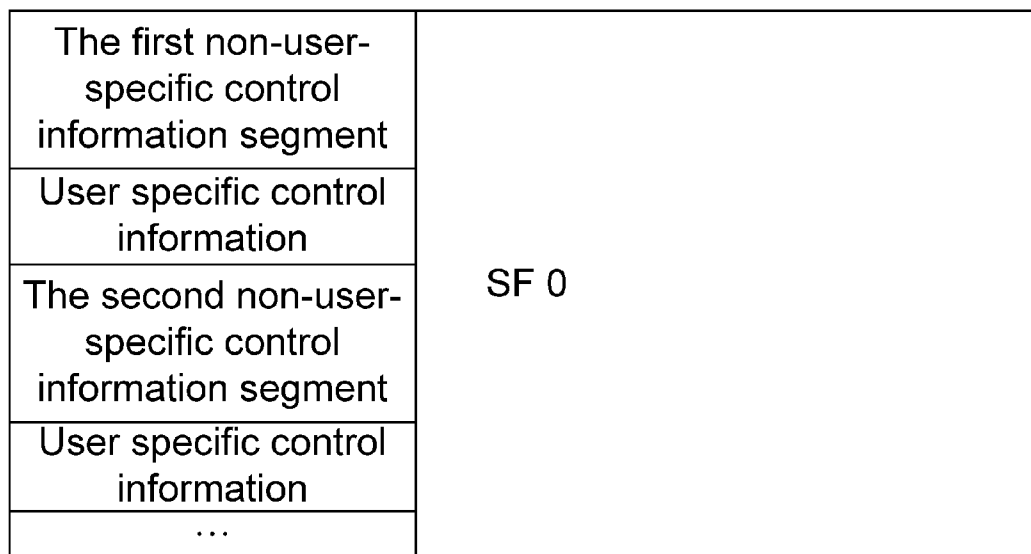 The first non-user-
specific control
information segment
User specific control
information
The second non-user-
specific control
information segment
User specific control
information
...
SF 0